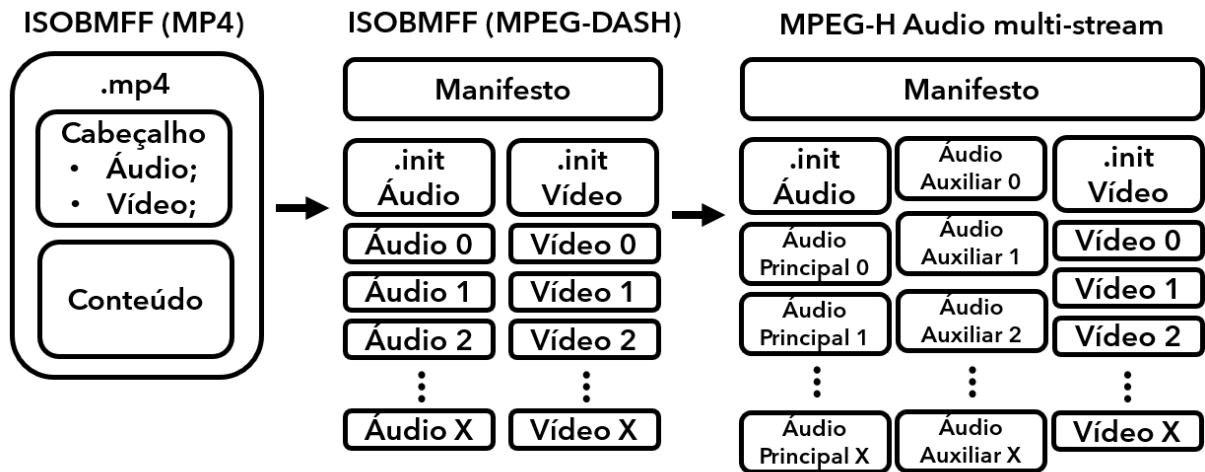 ISOBMFF (MP4)
.mp4
Cabeçalho
• Áudio;
• Vídeo;
Conteúdo
ISOBMFF (MPEG-DASH)
Manifesto
.init
Áudio
Áudio 0
Áudio 1
Áudio 2
Áudio X
.init
Vídeo
Vídeo 0
Vídeo 1
Vídeo 2
Vídeo X
MPEG-H Audio multi-stream
Manifesto
.init
Áudio
Áudio
Principal 0
Áudio
Principal 1
Áudio
Principal X
Áudio
Auxiliar 0
Áudio
Auxiliar 1
Áudio
Auxiliar 2
Áudio
Auxiliar X
.init
Vídeo
Vídeo 0
Vídeo 1
Vídeo 2
Vídeo X